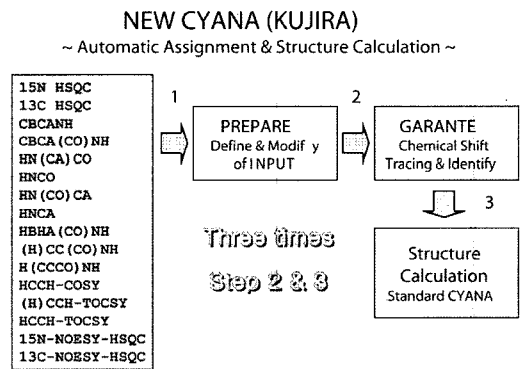 NEW CYANA (KUJIRA)
~ Automatic Assignment & Structure Calculation ~
15N HSQC
13C HSQC
CBCANH
CBCA(CO)NH
HN(CA)CO
HNCO
HN(CO)CA
HNCA
HBHA(CO)NH
(H)CC(CO)NH
H(CCCO)NH
HCCH-COSY
(H)CCH-TOCSY
HCCH-TOCSY
15N-NOESY-HSQC
13C-NOESY-HSQC
1
PREPARE
Define & Modif y
of INPUT
2
GARANTE
Chemical Shift
Tracing & Identify
3
Structure
Calculation
Standard CYANA
Three times
Step 2 & 3